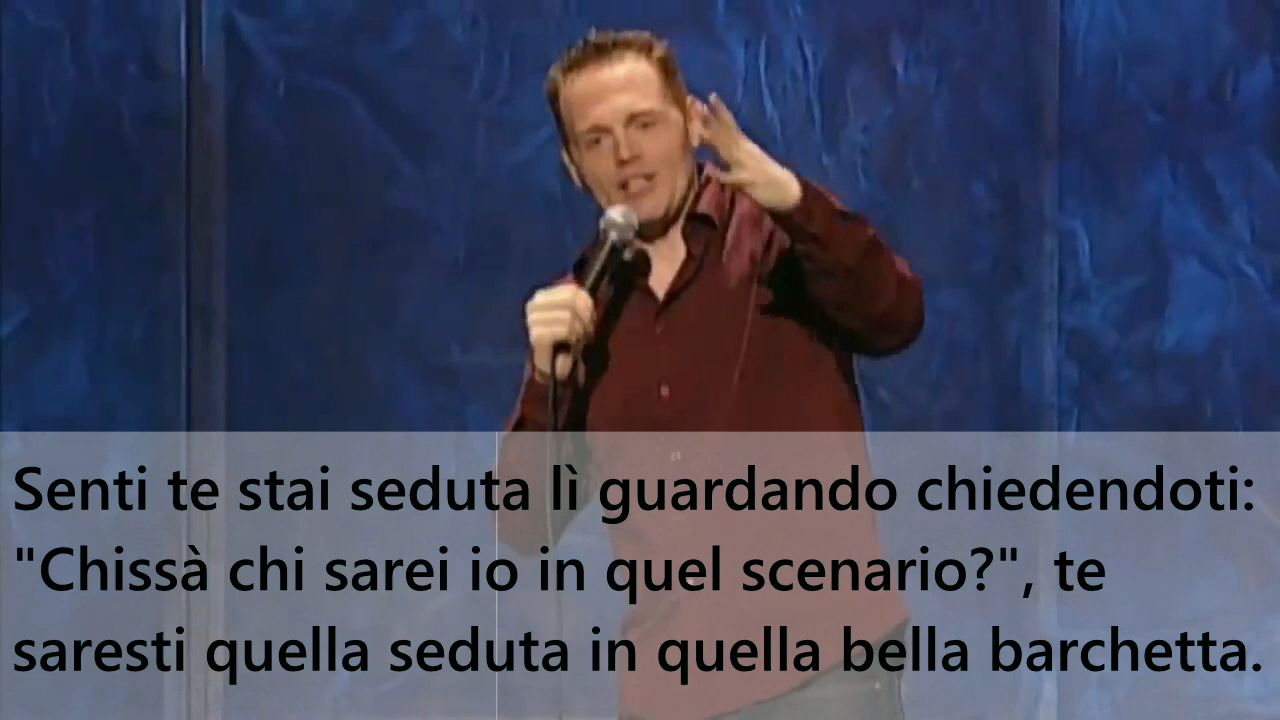 Senti te stai seduta lì guardando chiedendoti:
"Chissà chi sarei io in quel scenario?", te
saresti quella seduta in quella bella barchetta.